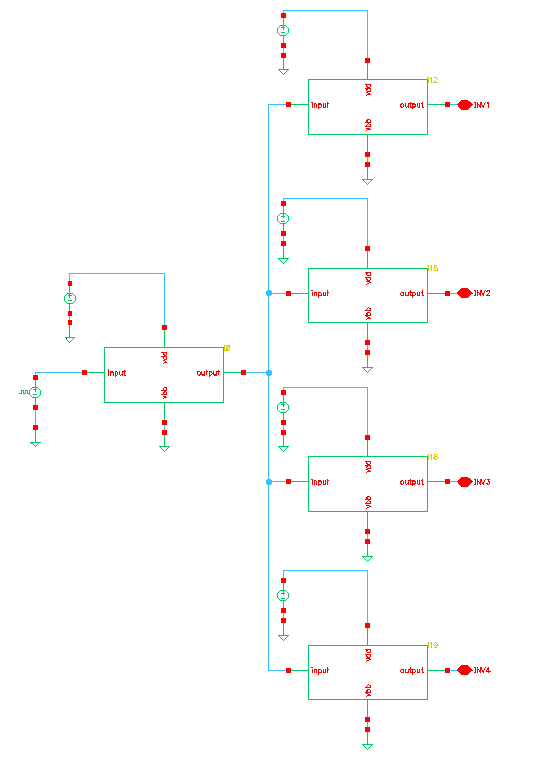 I12
vdd
input
output
INV1
vbb
I16
vdd
input
output
INV2
vbb
vdd
input
output
vbb
I18
vdd
input
output
INV3
vbb
I19
vdd
input
output
INV4
vbb